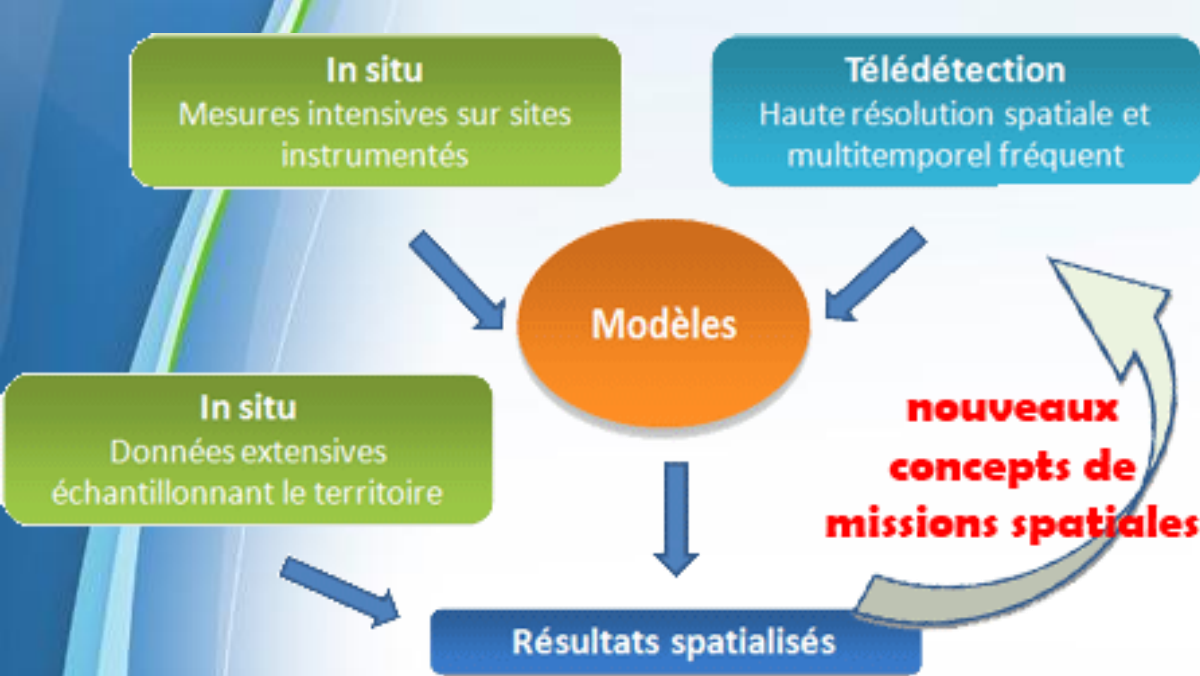 In situ
Mesures intensives sur sites
instrumentés
Télédétection
Haute résolution spatiale et
multitemporel fréquent
Modèles
In situ
Données extensives
échantillonnant le territoire
nouveaux
concepts de
missions spatiales
Résultats spatialisés